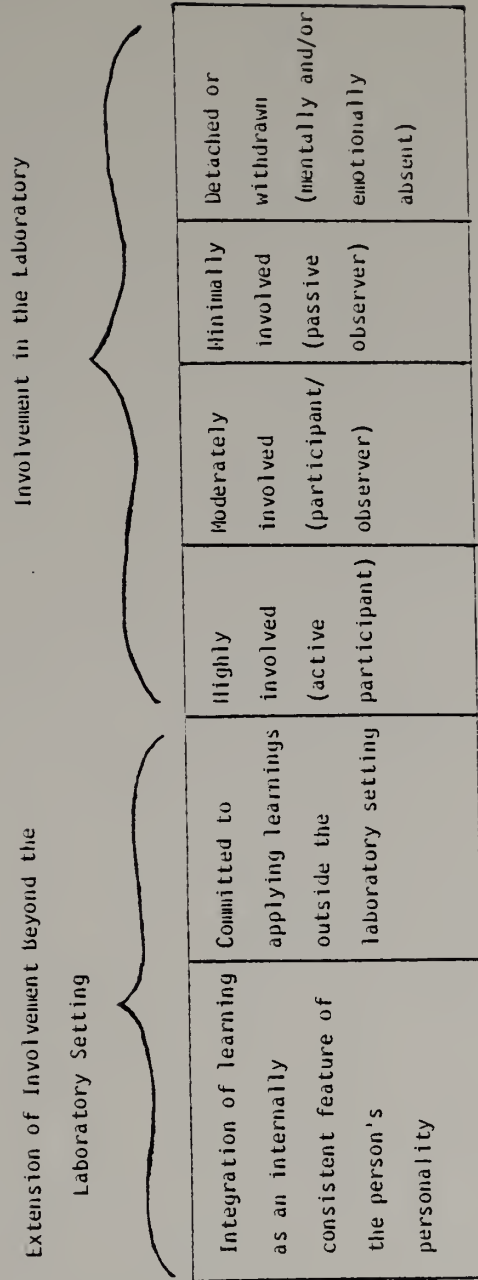 Extension of Involvement Beyond the
Laboratory Setting
Involvement in the Laboratory
Integration of learning
as an internally
consistent feature of
the person's
personality
Committed to
applying learnings
outside the
laboratory setting
Highly
involved
(active
participant)
Moderately
involved
(participant/
observer)
Minimally
involved
(passive
observer)
Detached or
withdrawn
(mentally and/or
emotionally
absent)